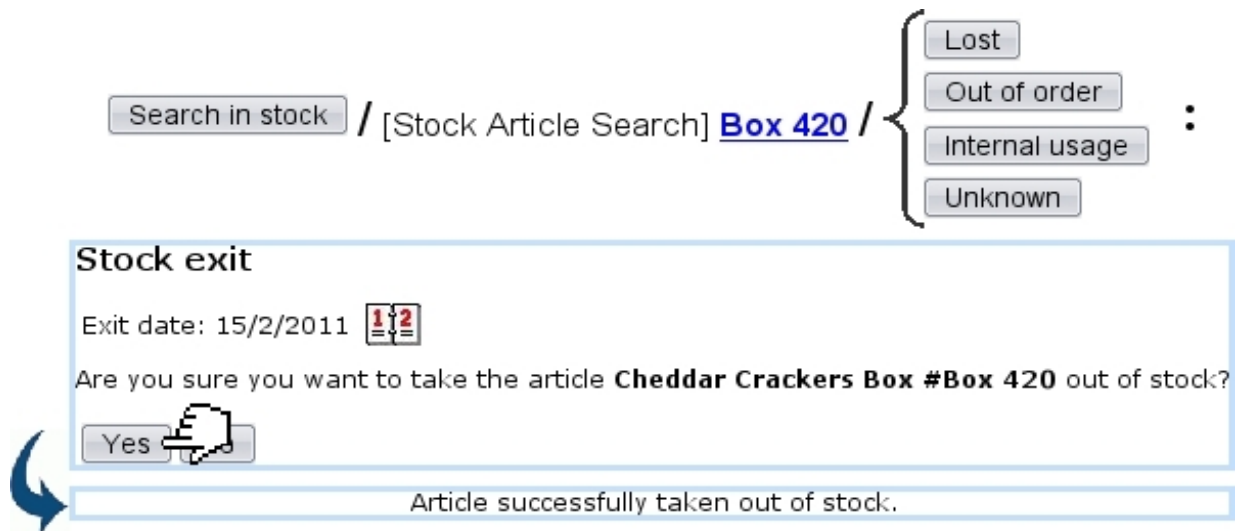 Lost
Out of order
Search in stock / [Stock Article Search] Box 420 / :
Internal usage
Unknown
Stock exit
Exit date: 15/2/2011 1 2
Are you sure you want to take the article Cheddar Crackers Box #Box 420 out of stock?
Yes
Article successfully taken out of stock.